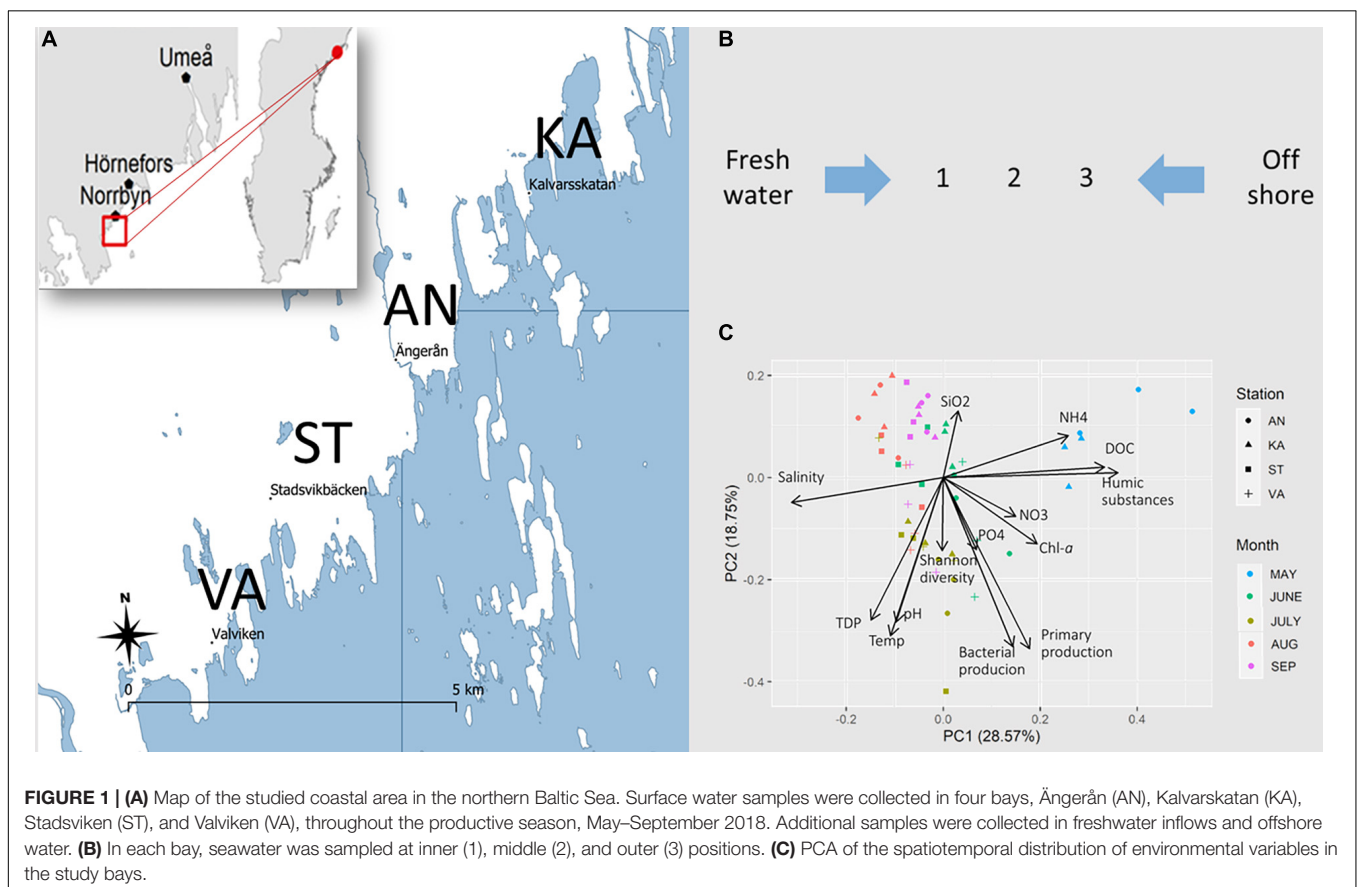 A
Umeå
Hörnefors
Norrbyn
KA
Kalvarsskatan
AN
Ängerån
ST
Stadsvikbäcken
VA
Valviken
N
0
5 km
B
Fresh
water
1 2 3
Off
shore
C
0.2
0.0
-0.2
-0.4
PC2 (18.75%)
-0.2 0.0 0.2 0.4
PC1 (28.57%)
SiO2
NH4
DOC
Humic
substances
Salinity
NO3
PO4
Chl-a
Shannon
diversity
TDP
pH
Temp
Bacterial
producion
Primary
production
Station
AN
KA
ST
VA
Month
MAY
JUNE
JULY
AUG
SEP
FIGURE 1 | (A) Map of the studied coastal area in the northern Baltic Sea. Surface water samples were collected in four bays, Ängerån (AN), Kalvarskatan (KA),
Stadsviken (ST), and Valviken (VA), throughout the productive season, May–September 2018. Additional samples were collected in freshwater inflows and offshore
water. (B) In each bay, seawater was sampled at inner (1), middle (2), and outer (3) positions. (C) PCA of the spatiotemporal distribution of environmental variables in
the study bays.